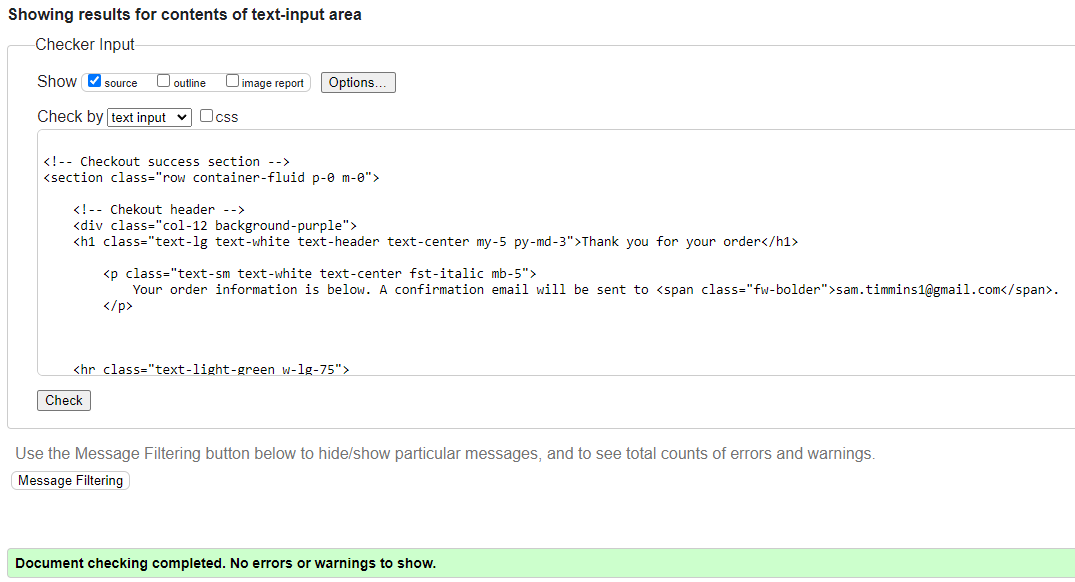 Showing results for contents of text-input area
Checker Input
Show source outline image report Options...
Check by text input css
<!-- Checkout success section -->
<section class="row container-fluid p-0 m-0">
<!-- Chekout header -->
<div class="col-12 background-purple">
<h1 class="text-lg text-white text-header text-center my-5 py-md-3">Thank you for your order</h1>
<p class="text-sm text-white text-center fst-italic mb-5">
Your order information is below. A confirmation email will be sent to <span class="fw-bolder">sam.timmins1@gmail.com</span>.
</p>
<hr class="text-light-green w-lg-75">
Check
Use the Message Filtering button below to hide/show particular messages, and to see total counts of errors and warnings.
Message Filtering
Document checking completed. No errors or warnings to show.